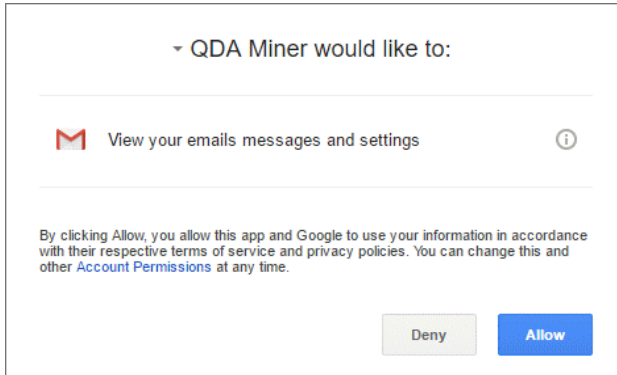 QDA Miner would like to:
View your emails messages and settings
By clicking Allow, you allow this app and Google to use your information in accordance
with their respective terms of service and privacy policies. You can change this and
other Account Permissions at any time.
Deny
Allow